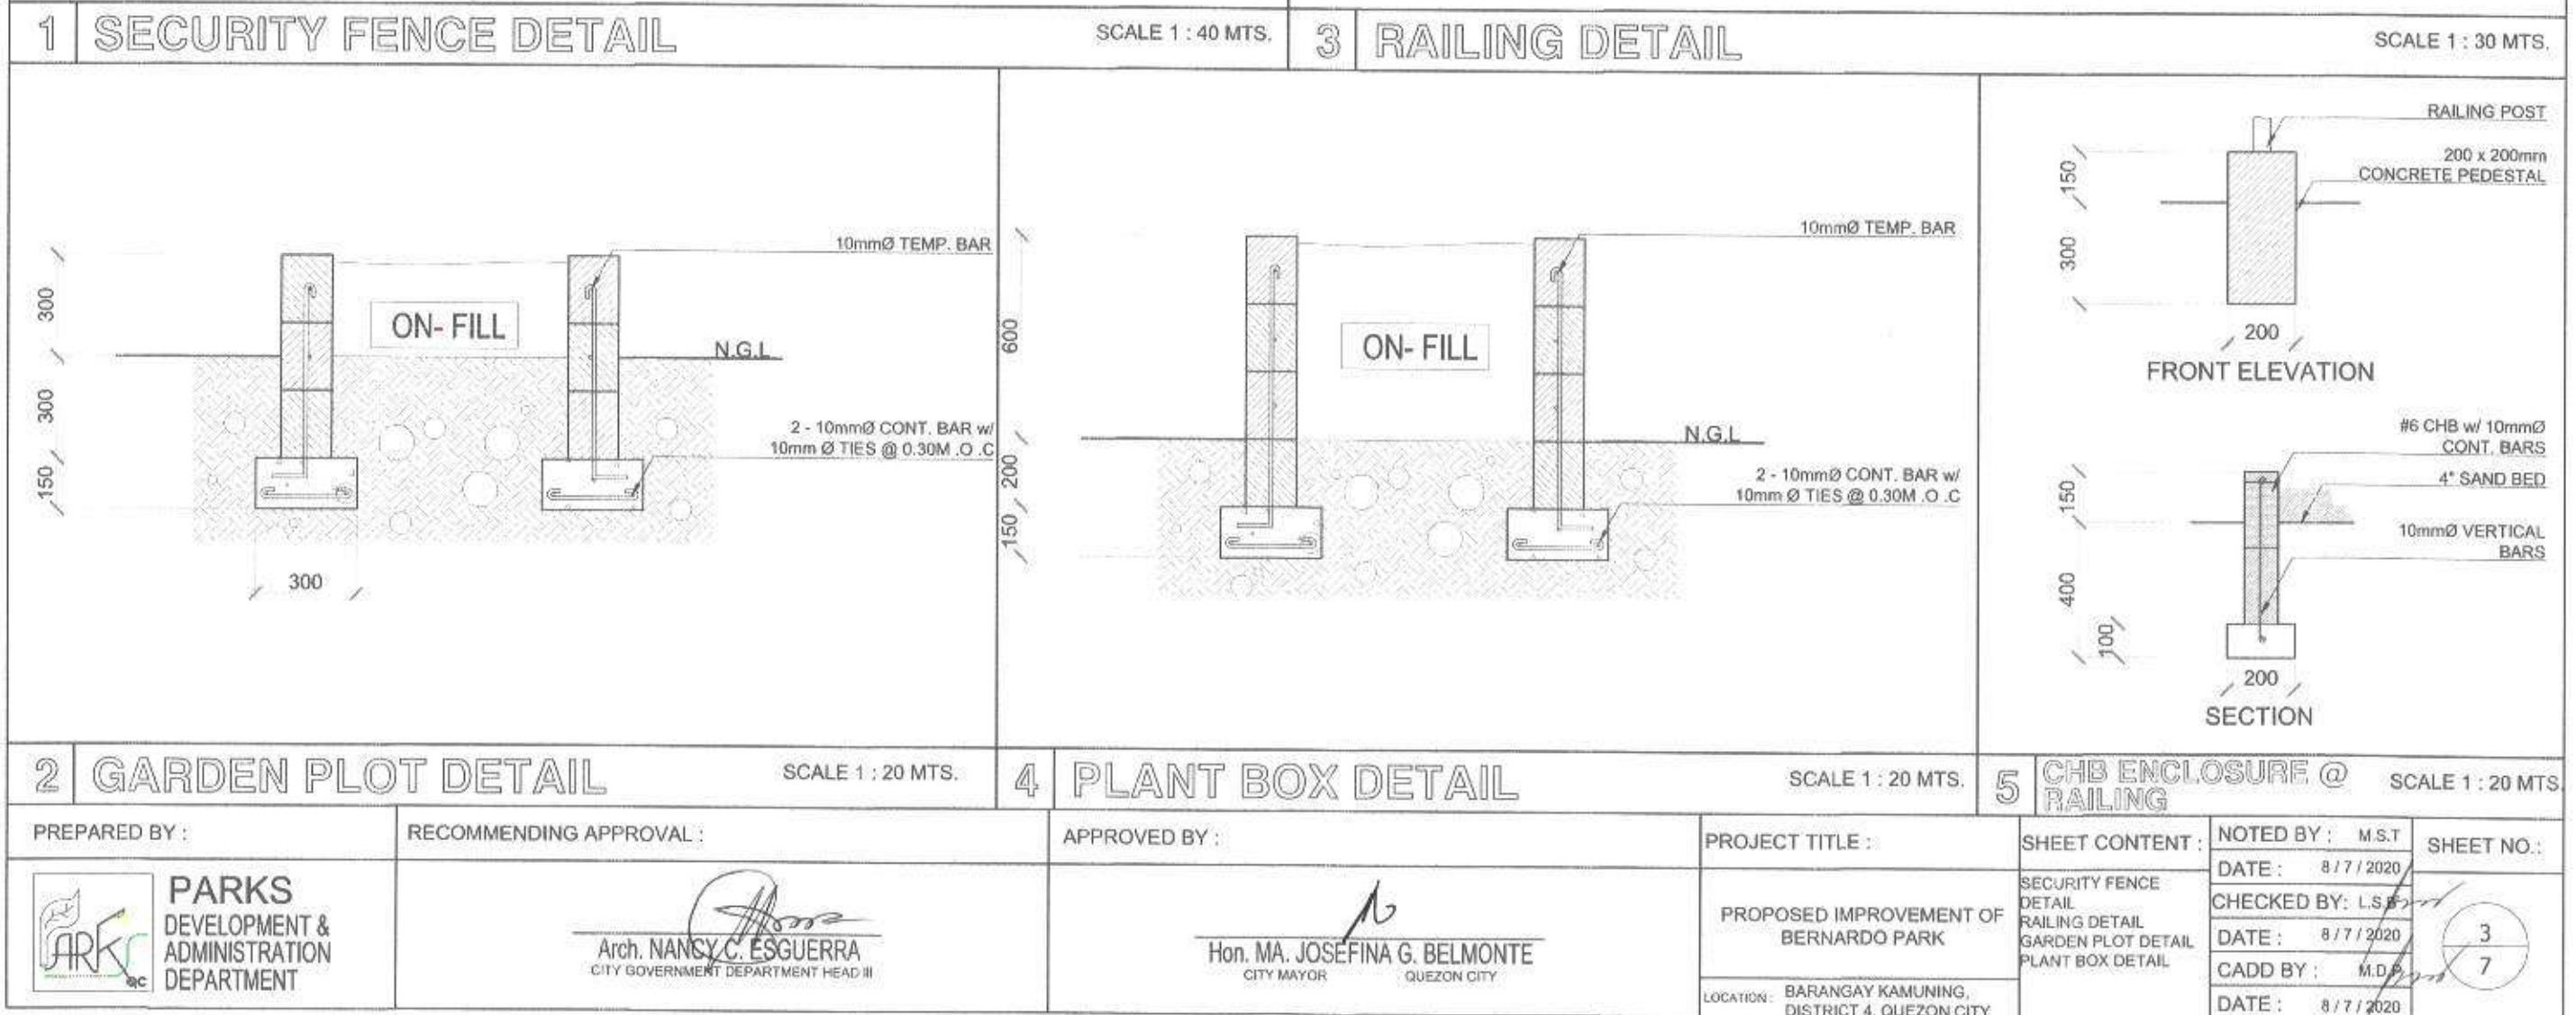 1 SECURITY FENCE DETAIL SCALE 1 : 40 MTS.
3 RAILING DETAIL SCALE 1 : 30 MTS.
300
300
150
300
ON- FILL
N.G.L
10mmØ TEMP. BAR
2 - 10mmØ CONT. BAR w/
10mm Ø TIES @ 0.30M .O .C
2 GARDEN PLOT DETAIL SCALE 1 : 20 MTS.
600
200
150
ON- FILL
N.G.L
10mmØ TEMP. BAR
2 - 10mmØ CONT. BAR w/
10mm Ø TIES @ 0.30M .O .C
4 PLANT BOX DETAIL SCALE 1 : 20 MTS.
RAILING POST
200 x 200mm
CONCRETE PEDESTAL
150
300
200
FRONT ELEVATION
#6 CHB w/ 10mmØ
CONT. BARS
4" SAND BED
10mmØ VERTICAL
BARS
150
400
100
200
SECTION
5 CHB ENCLOSURE @
RAILING
SCALE 1 : 20 MTS.
PREPARED BY :
PARKS
QC
PARKS
DEVELOPMENT &
ADMINISTRATION
DEPARTMENT
RECOMMENDING APPROVAL :
Arch. NANCY C. ESGUERRA
CITY GOVERNMENT DEPARTMENT HEAD III
APPROVED BY :
Hon. MA. JOSEFINA G. BELMONTE
CITY MAYOR QUEZON CITY
PROJECT TITLE :
PROPOSED IMPROVEMENT OF
BERNARDO PARK
LOCATION : BARANGAY KAMUNING,
DISTRICT 4, QUEZON CITY
SHEET CONTENT :
SECURITY FENCE
DETAIL
RAILING DETAIL
GARDEN PLOT DETAIL
PLANT BOX DETAIL
NOTED BY : M.S.T
DATE : 8 / 7 / 2020
CHECKED BY: L.S.
DATE : 8 / 7 / 2020
CADD BY : M.D.
DATE : 8 / 7 / 2020
SHEET NO.:
3
7